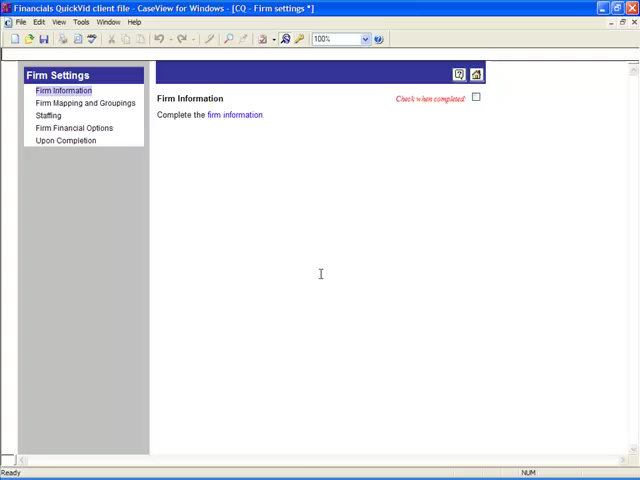 Financials QuickVid client file - CaseView for Windows - [CQ - Firm settings *]
File Edit View Tools Window Help
100%
Firm Settings
Firm Information
Firm Mapping and Groupings
Staffing
Firm Financial Options
Upon Completion
Firm Information
Check when completed:
Complete the firm information.
Ready
NUM